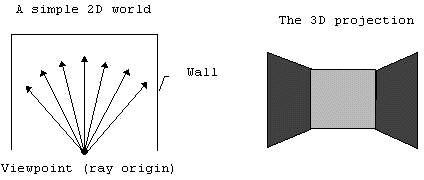 A simple 2D world
The 3D projection
Wall
Viewpoint (ray origin)